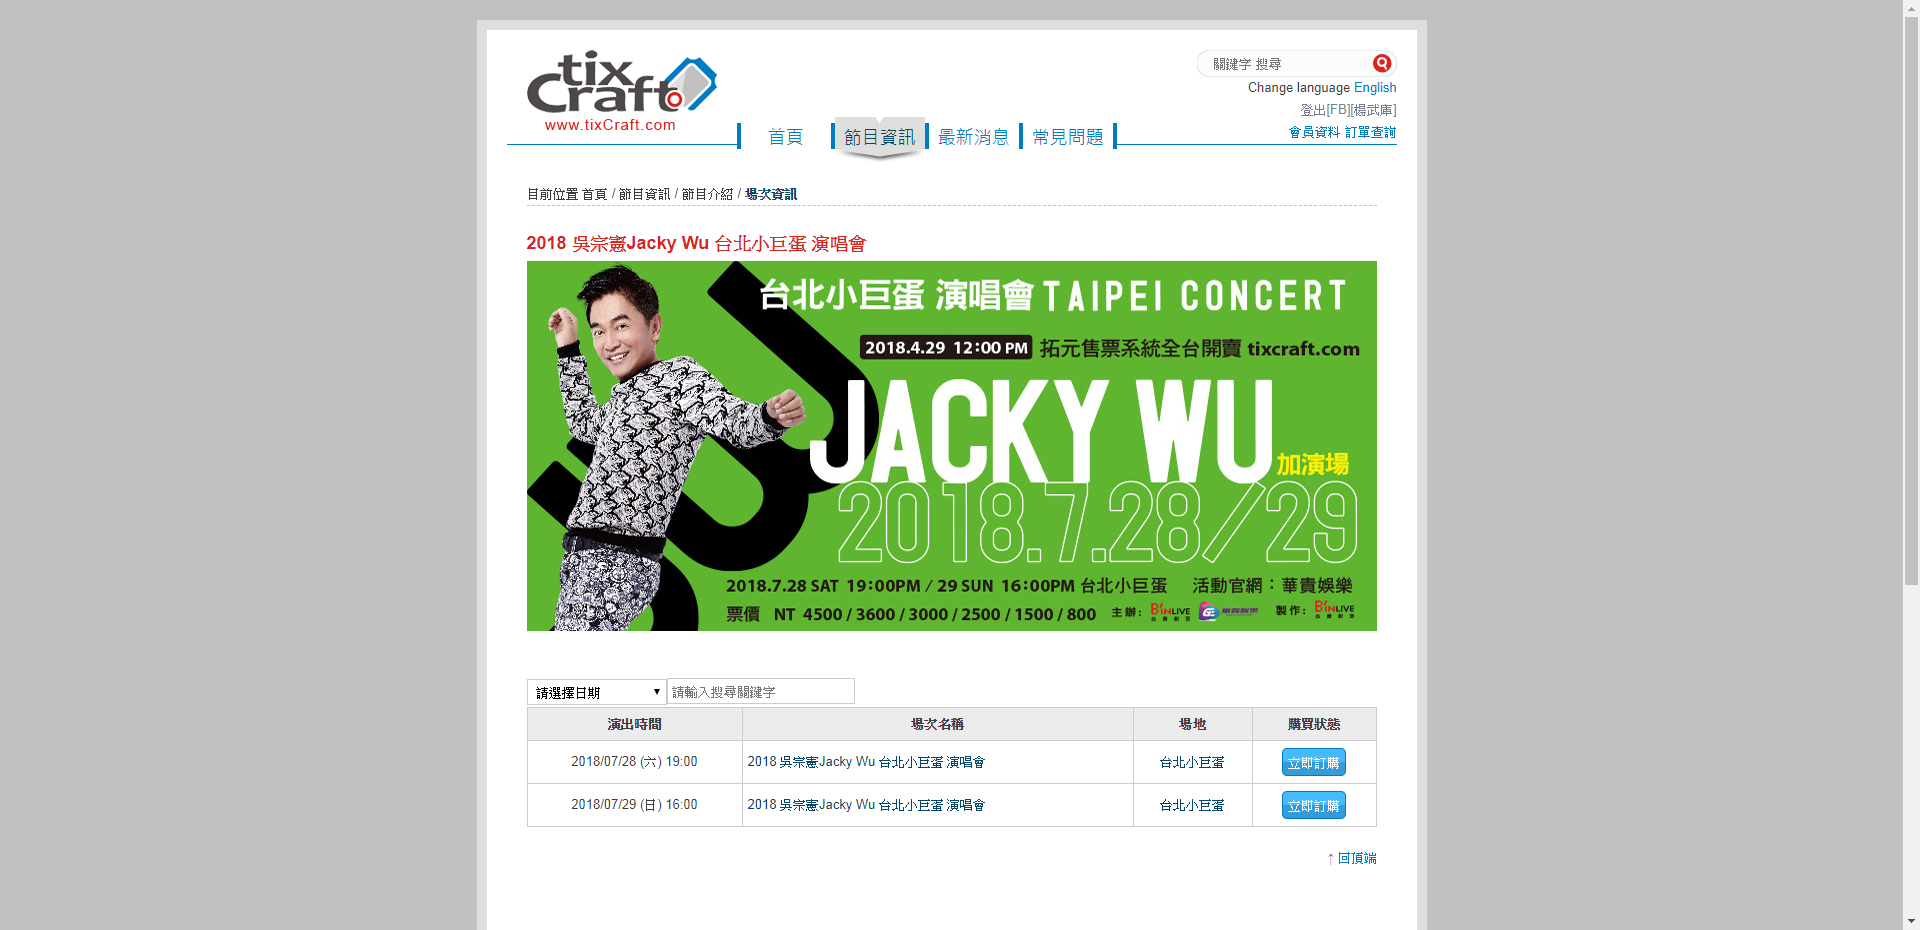 tix
Craft
www.tixCraft.com
關鍵字 搜尋
Change language English
登出[FB][楊武庫]
會員資料 訂單查詢
首頁
節目資訊
最新消息
常見問題
目前位置 首頁 / 節目資訊 / 節目介紹 / 場次資訊
2018 吳宗憲Jacky Wu 台北小巨蛋 演唱會
台北小巨蛋 演唱會 TAIPEI CONCERT
2018.4.29 12:00 PM 拓元售票系統全台開賣 tixcraft.com
JACKY WU
加演場
2018.7.28/29
2018.7.28 SAT 19:00PM / 29 SUN 16:00PM 台北小巨蛋 活動官網：華貴娛樂
票價 NT 4500 / 3600 / 3000 / 2500 / 1500 / 800 主辦: B'IN LIVE 製作: B'IN LIVE
請選擇日期 請輸入搜尋關鍵字
演出時間 場次名稱 場地 購買狀態
2018/07/28 (六) 19:00 2018 吳宗憲Jacky Wu 台北小巨蛋 演唱會 台北小巨蛋 立即訂購
2018/07/29 (日) 16:00 2018 吳宗憲Jacky Wu 台北小巨蛋 演唱會 台北小巨蛋 立即訂購
↑ 回頂端